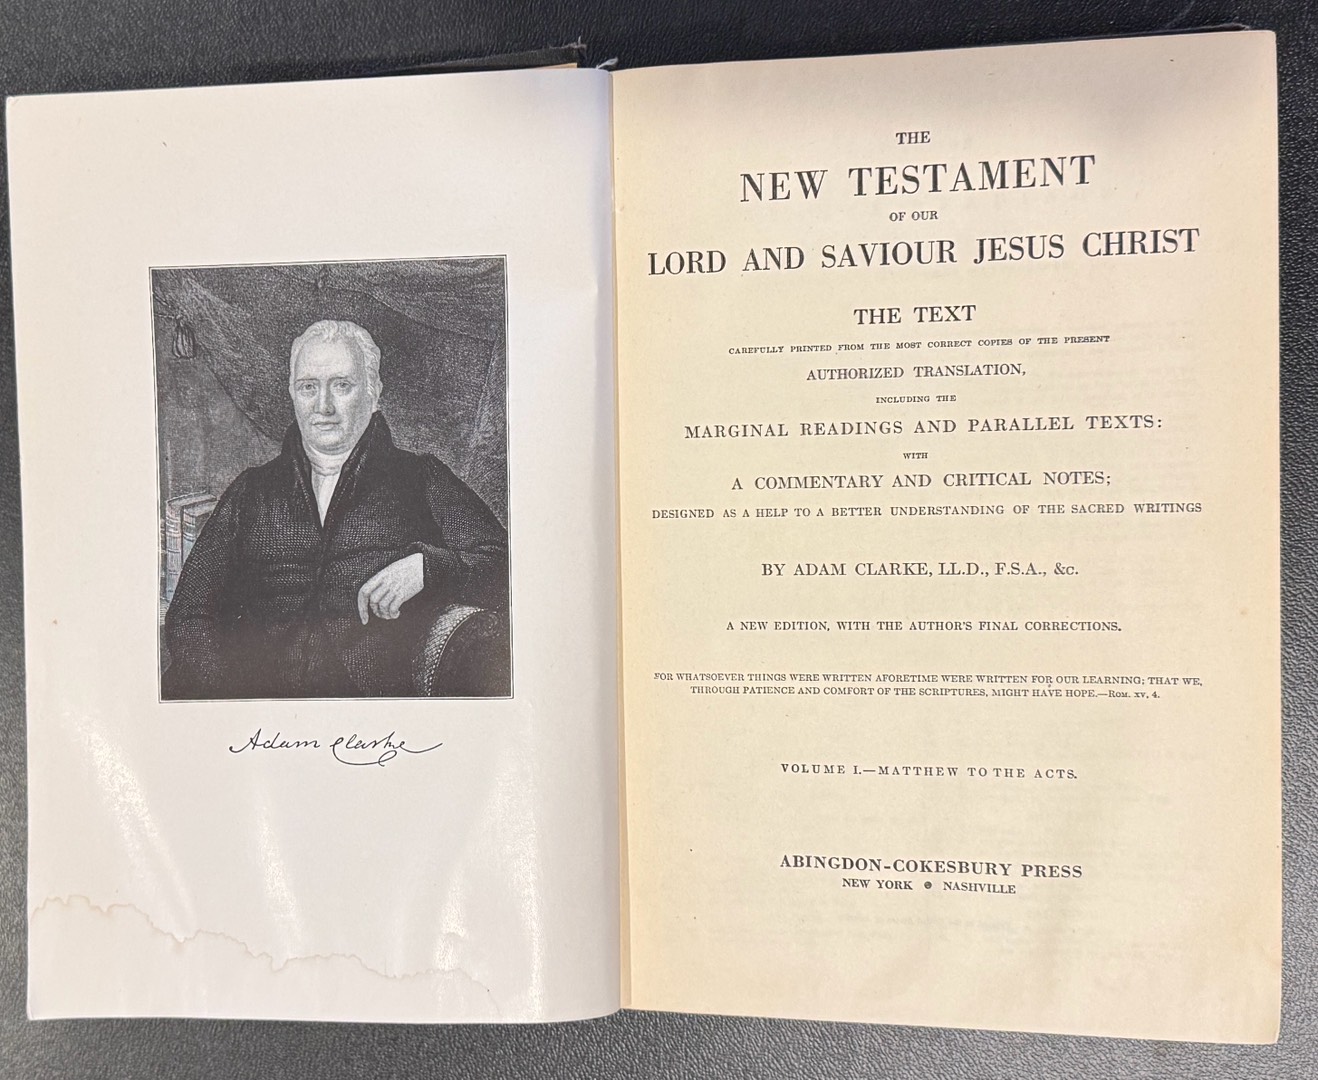 Adam Clarke
THE
NEW TESTAMENT
OF OUR
LORD AND SAVIOUR JESUS CHRIST
THE TEXT
CAREFULLY PRINTED FROM THE MOST CORRECT COPIES OF THE PRESENT
AUTHORIZED TRANSLATION,
INCLUDING THE
MARGINAL READINGS AND PARALLEL TEXTS:
WITH
A COMMENTARY AND CRITICAL NOTES;
DESIGNED AS A HELP TO A BETTER UNDERSTANDING OF THE SACRED WRITINGS
BY ADAM CLARKE, LL.D., F.S.A., &c.
A NEW EDITION, WITH THE AUTHOR'S FINAL CORRECTIONS.
FOR WHATSOEVER THINGS WERE WRITTEN AFORETIME WERE WRITTEN FOR OUR LEARNING; THAT WE,
THROUGH PATIENCE AND COMFORT OF THE SCRIPTURES, MIGHT HAVE HOPE.—ROM. XV. 4.
VOLUME I.—MATTHEW TO THE ACTS.
ABINGDON-COKESBURY PRESS
NEW YORK ● NASHVILLE